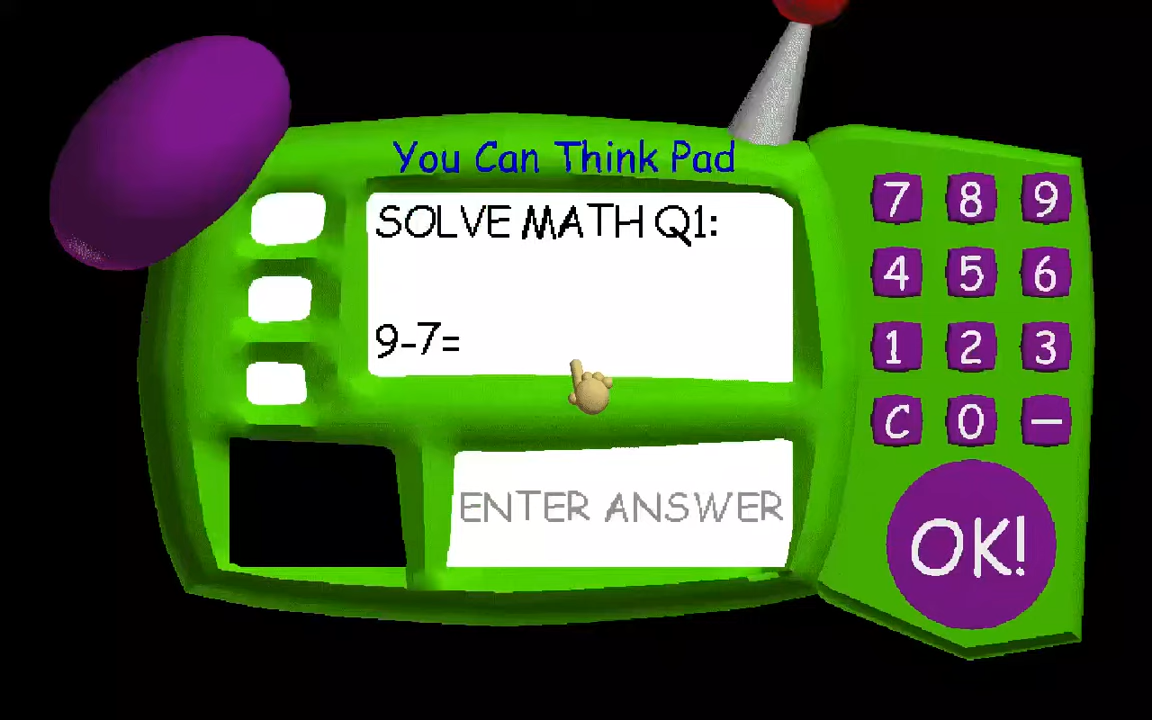 You Can Think Pad
SOLVE MATH Q1:
9-7=
ENTER ANSWER
7 8 9
4 5 6
1 2 3
C 0 -
OK!